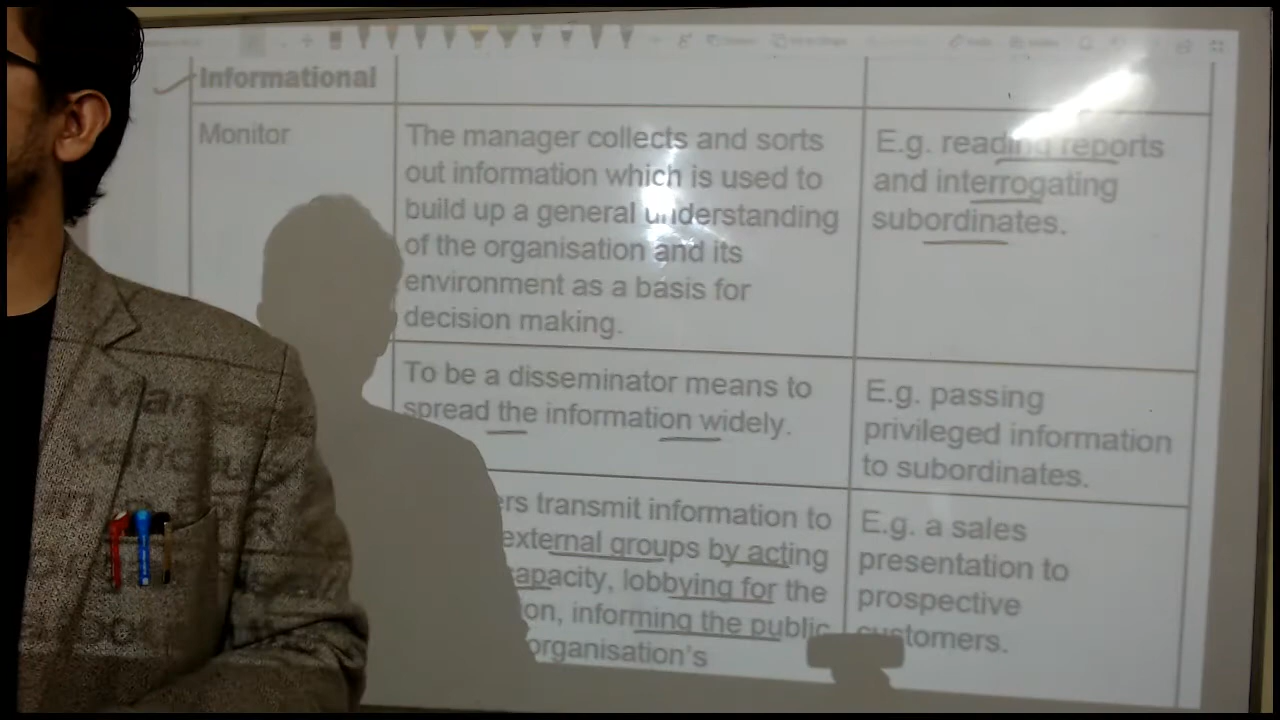 Informational
Monitor
The manager collects and sorts
out information which is used to
build up a general understanding
of the organisation and its
environment as a basis for
decision making.
E.g. reading reports
and interrogating
subordinates.
To be a disseminator means to
spread the information widely.
E.g. passing
privileged information
to subordinates.
ers transmit information to
external groups by acting
apacity, lobbying for the
on, informing the public
organisation's
E.g. a sales
presentation to
prospective
customers.